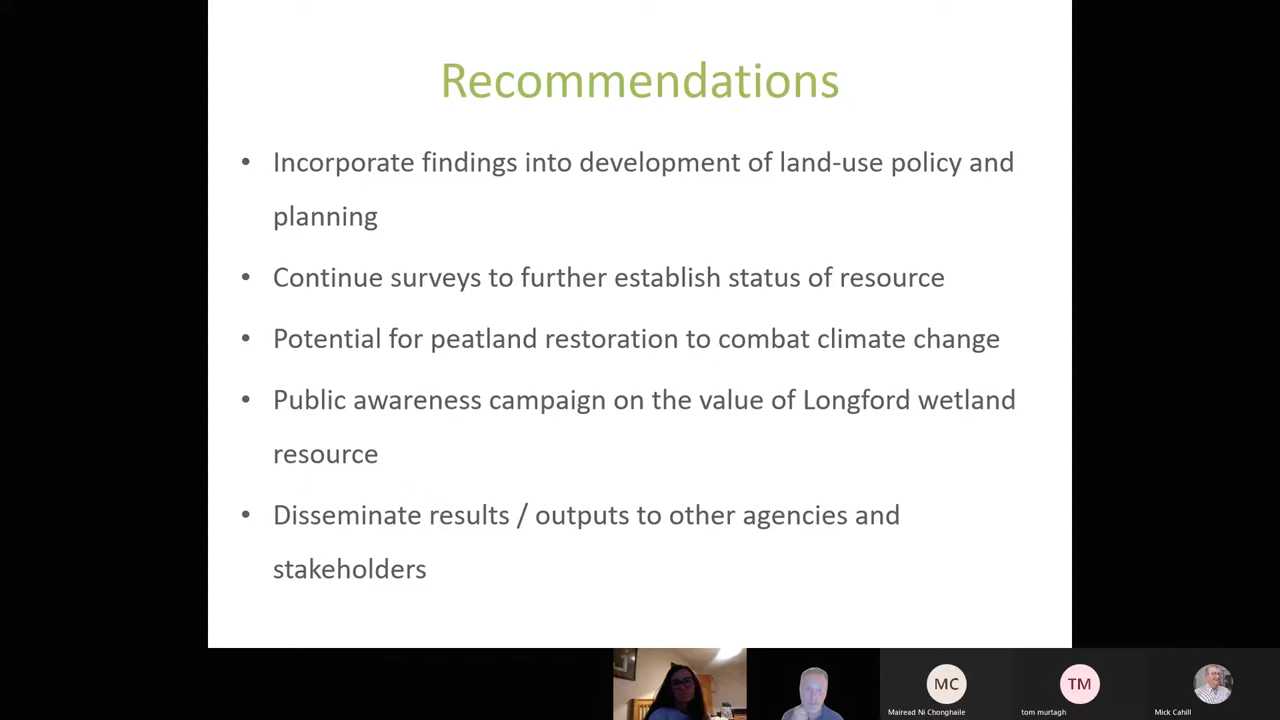 Recommendations
• Incorporate findings into development of land-use policy and
planning
• Continue surveys to further establish status of resource
• Potential for peatland restoration to combat climate change
• Public awareness campaign on the value of Longford wetland
resource
• Disseminate results / outputs to other agencies and
stakeholders
MC
TM
Mairead Ni Chonghaile
tom murtagh
Mick Cahill